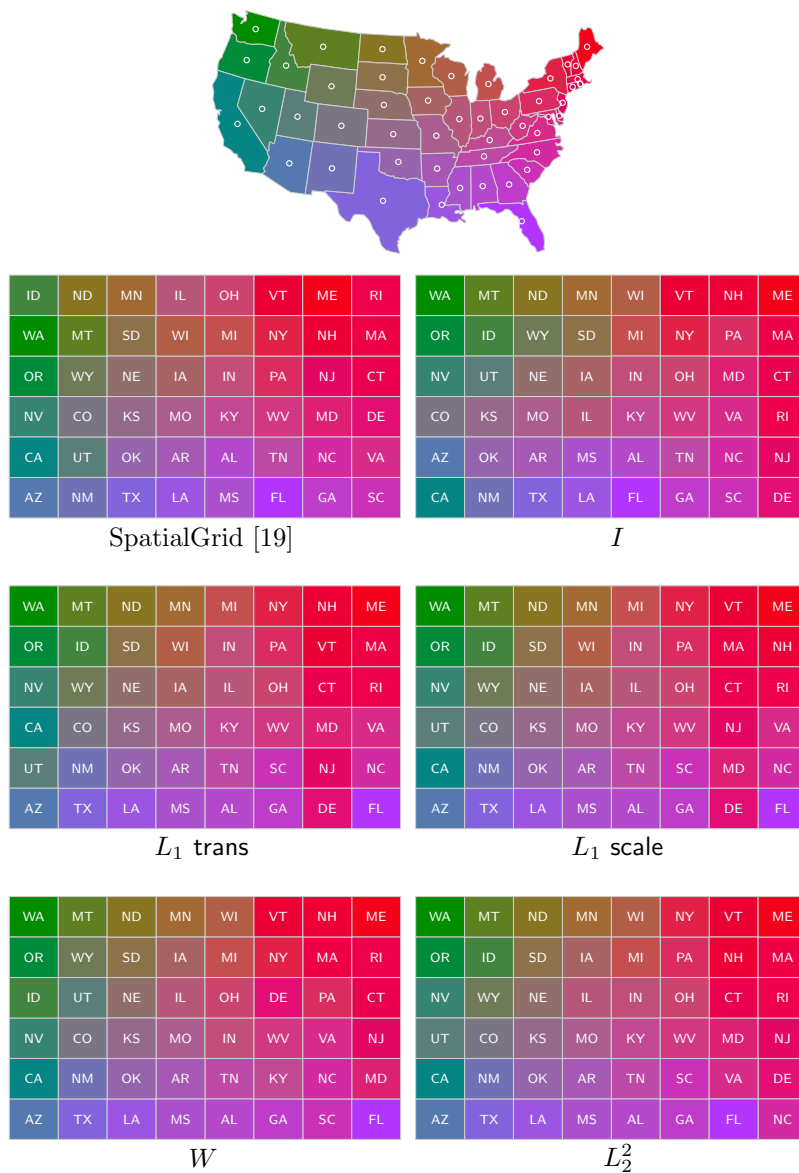 ID ND MN IL OH VT ME RI
WA MT SD WI MI NY NH MA
OR WY NE IA IN PA NJ CT
NV CO KS MO KY WV MD DE
CA UT OK AR AL TN NC VA
AZ NM TX LA MS FL GA SC
SpatialGrid [19]
WA MT ND MN WI VT NH ME
OR ID WY SD MI NY PA MA
NV UT NE IA IN OH MD CT
CO KS MO IL KY WV VA RI
AZ OK AR MS AL TN NC NJ
CA NM TX LA FL GA SC DE
I
WA MT ND MN MI NY NH ME
OR ID SD WI IN PA VT MA
NV WY NE IA IL OH CT RI
CA CO KS MO KY WV MD VA
UT NM OK AR TN SC NJ NC
AZ TX LA MS AL GA DE FL
L₁ trans
WA MT ND MN MI NY VT ME
OR ID SD WI IN PA MA NH
NV WY NE IA IL OH CT RI
UT CO KS MO KY WV NJ VA
CA NM OK AR TN SC MD NC
AZ TX LA MS AL GA DE FL
L₁ scale
WA MT ND MN WI VT NH ME
OR WY SD IA MI NY MA RI
ID UT NE IL OH DE PA CT
NV CO KS MO IN WV VA NJ
CA NM OK AR TN KY NC MD
AZ TX LA MS AL GA SC FL
W
WA MT ND MN WI NY VT ME
OR ID SD IA MI PA NH MA
NV WY NE IL IN OH CT RI
UT CO KS MO KY WV MD NJ
CA NM OK AR TN SC VA DE
AZ TX LA MS AL GA FL NC
L₂²